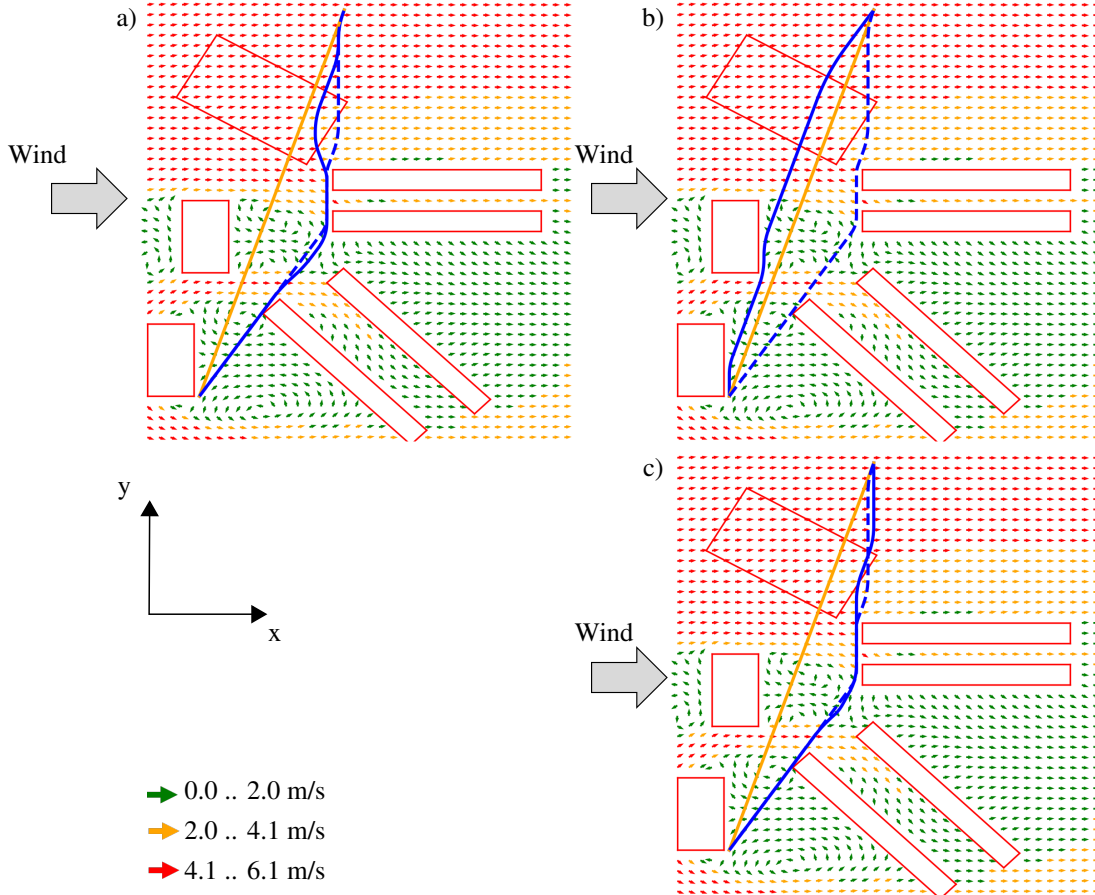 a)
b)
Wind
Wind
c)
y
x
Wind
0.0 .. 2.0 m/s
2.0 .. 4.1 m/s
4.1 .. 6.1 m/s